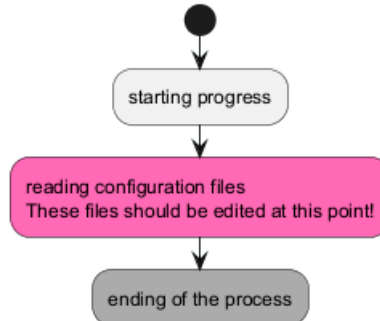 starting progress
reading configuration files
These files should be edited at this point!
ending of the process